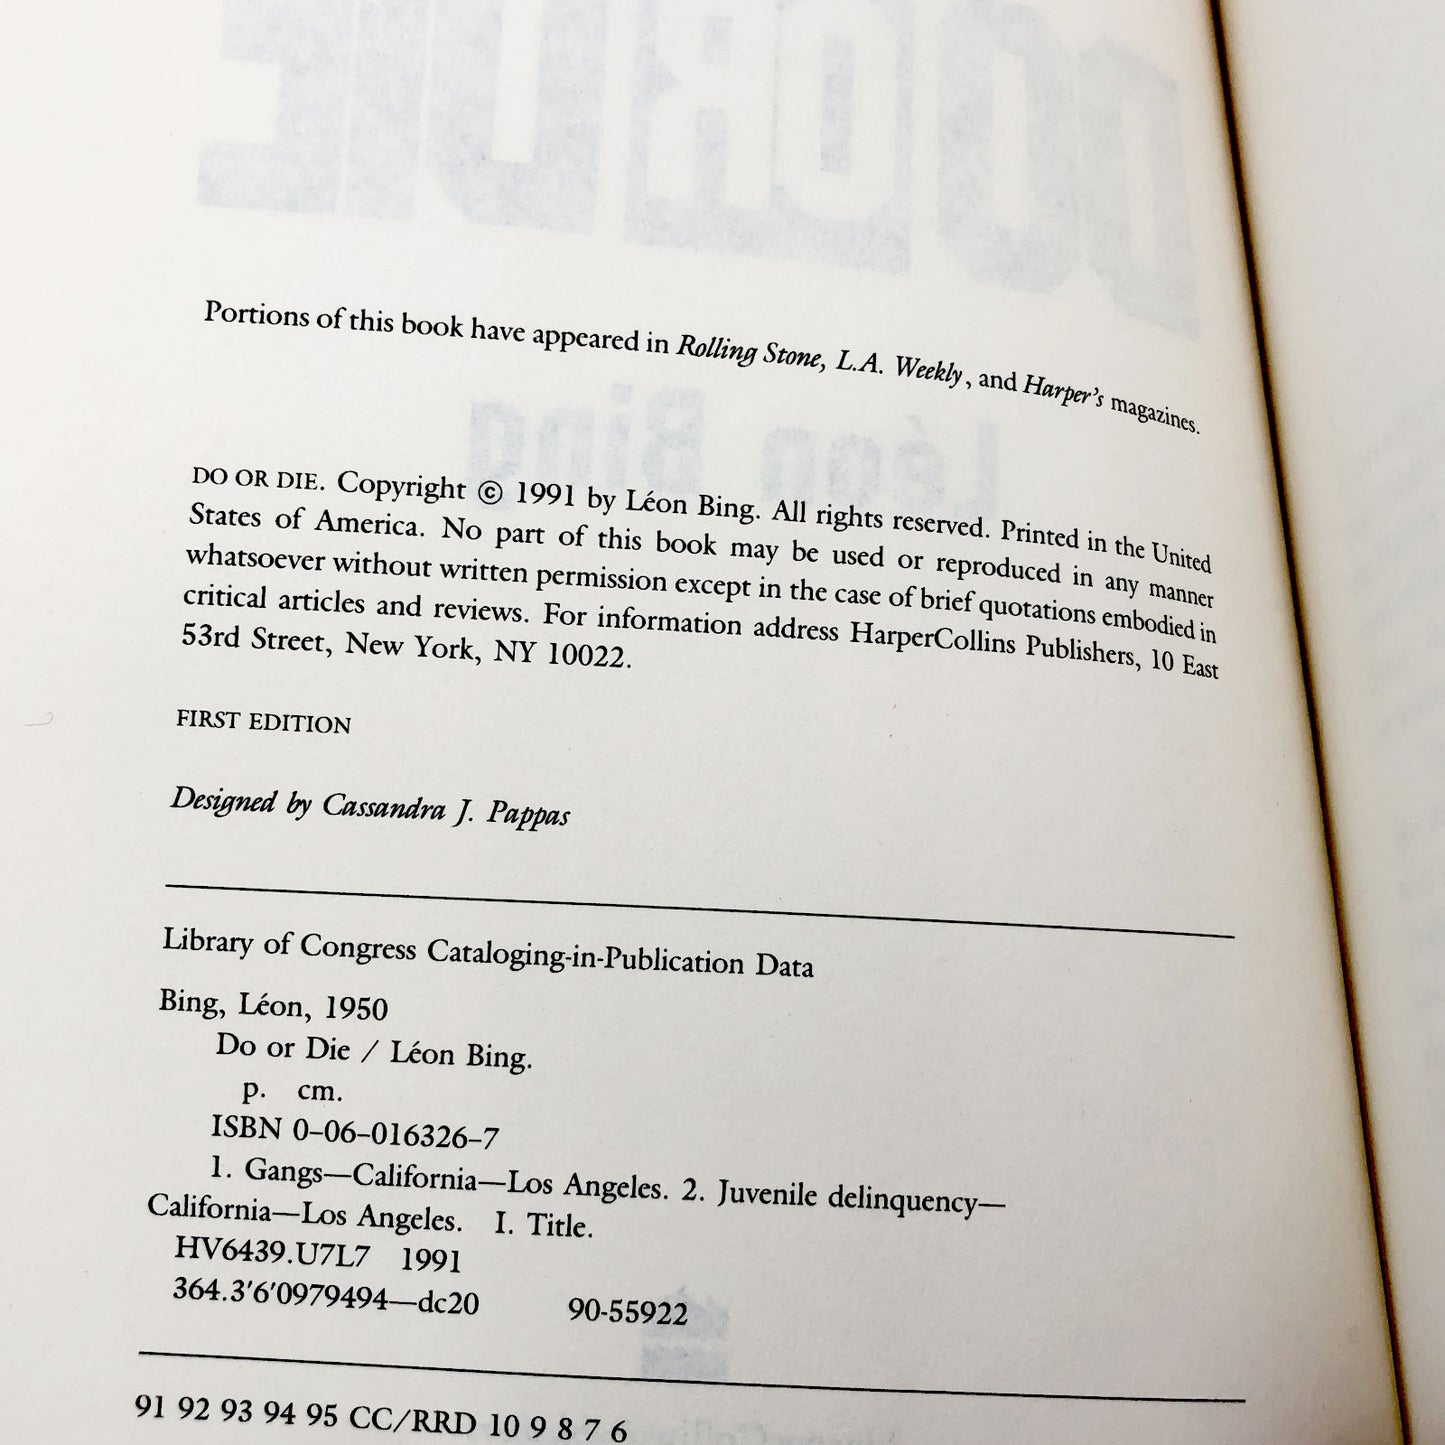 DO OR DIE
Portions of this book have appeared in Rolling Stone, L.A. Weekly, and Harper's magazines.
Léon Bing
DO OR DIE. Copyright © 1991 by Léon Bing. All rights reserved. Printed in the United
States of America. No part of this book may be used or reproduced in any manner
whatsoever without written permission except in the case of brief quotations embodied in
critical articles and reviews. For information address HarperCollins Publishers, 10 East
53rd Street, New York, NY 10022.
FIRST EDITION
Designed by Cassandra J. Pappas
Library of Congress Cataloging-in-Publication Data
Bing, Léon, 1950
Do or Die / Léon Bing.
p. cm.
ISBN 0-06-016326-7
1. Gangs—California—Los Angeles. 2. Juvenile delinquency—
California—Los Angeles. I. Title.
HV6439.U7L7 1991
364.3'6'0979494—dc20 90-55922
91 92 93 94 95 CC/RRD 10 9 8 7 6